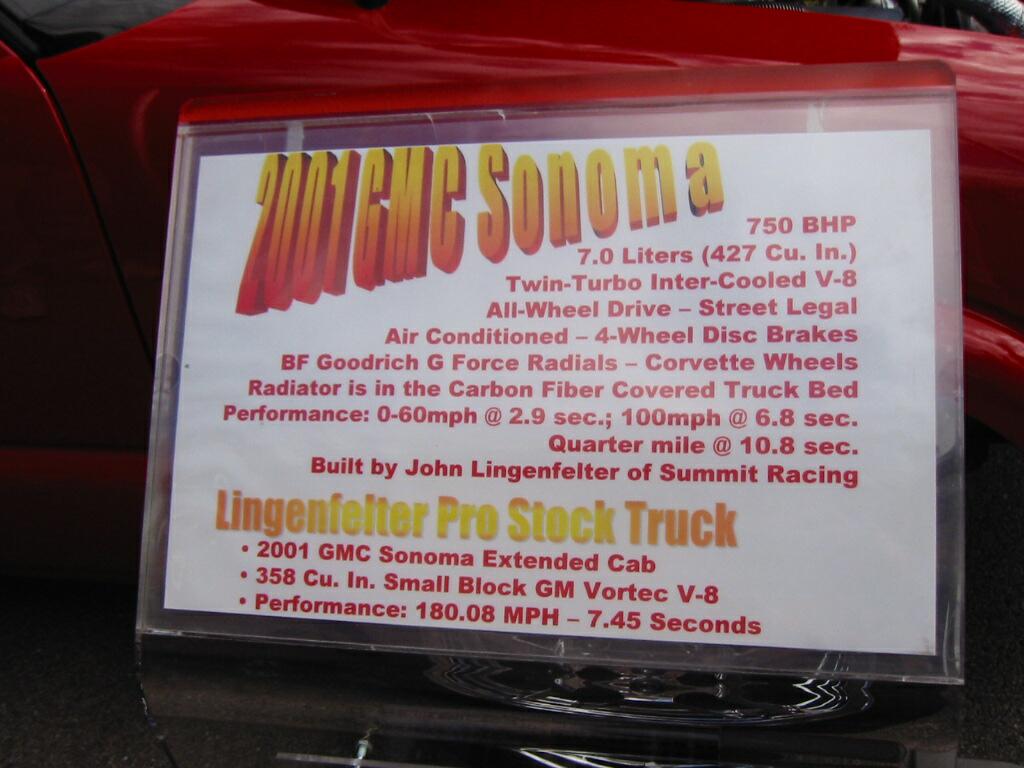 2001 GMC Sonoma
750 BHP
7.0 Liters (427 Cu. In.)
Twin-Turbo Inter-Cooled V-8
All-Wheel Drive – Street Legal
Air Conditioned – 4-Wheel Disc Brakes
BF Goodrich G Force Radials – Corvette Wheels
Radiator is in the Carbon Fiber Covered Truck Bed
Performance: 0-60mph @ 2.9 sec.; 100mph @ 6.8 sec.
Quarter mile @ 10.8 sec.
Built by John Lingenfelter of Summit Racing
Lingenfelter Pro Stock Truck
• 2001 GMC Sonoma Extended Cab
• 358 Cu. In. Small Block GM Vortec V-8
• Performance: 180.08 MPH – 7.45 Seconds